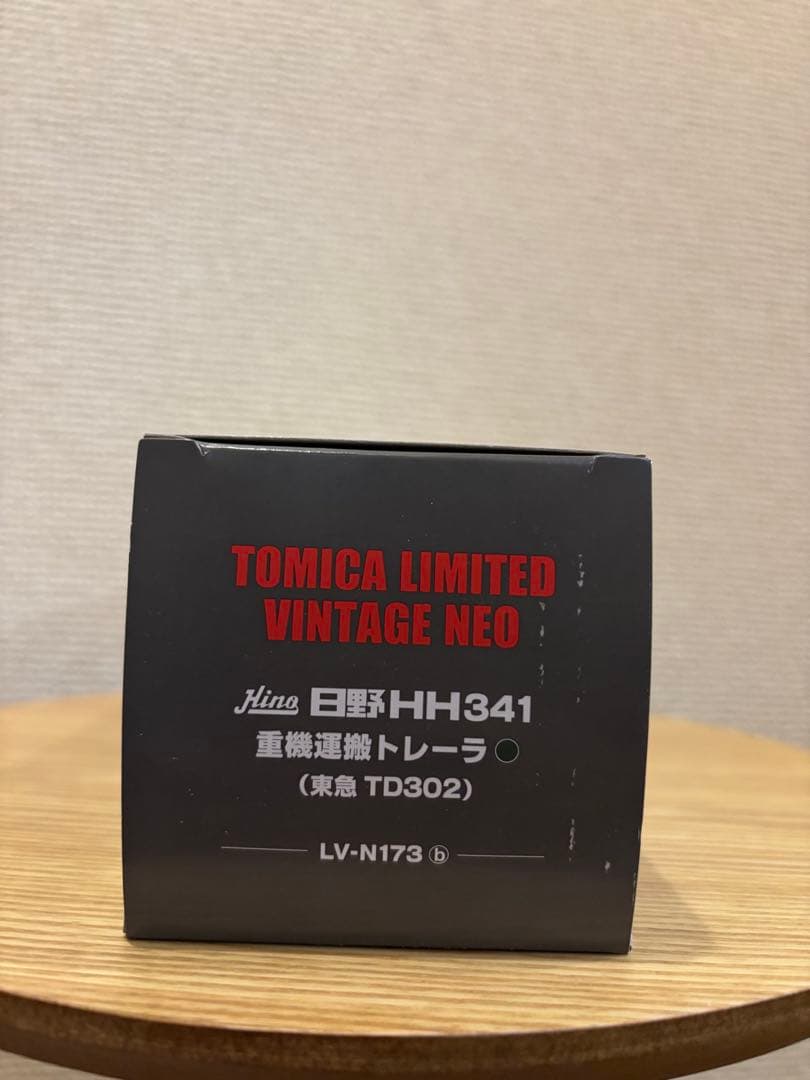 TOMICA LIMITED
VINTAGE NEO
Hino 日野HH341
重機運搬トレーラ
(東急 TD302)
LV-N173 ⓑ